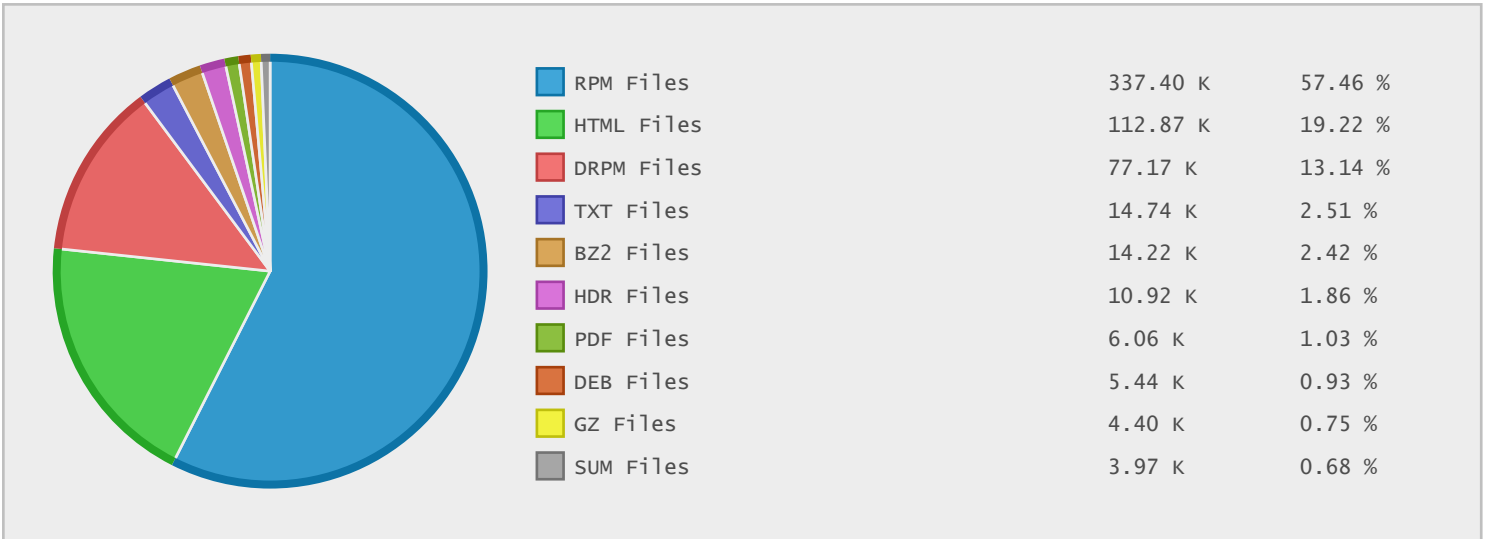 RPM Files 337.40 K 57.46 %
HTML Files 112.87 K 19.22 %
DRPM Files 77.17 K 13.14 %
TXT Files 14.74 K 2.51 %
BZ2 Files 14.22 K 2.42 %
HDR Files 10.92 K 1.86 %
PDF Files 6.06 K 1.03 %
DEB Files 5.44 K 0.93 %
GZ Files 4.40 K 0.75 %
SUM Files 3.97 K 0.68 %